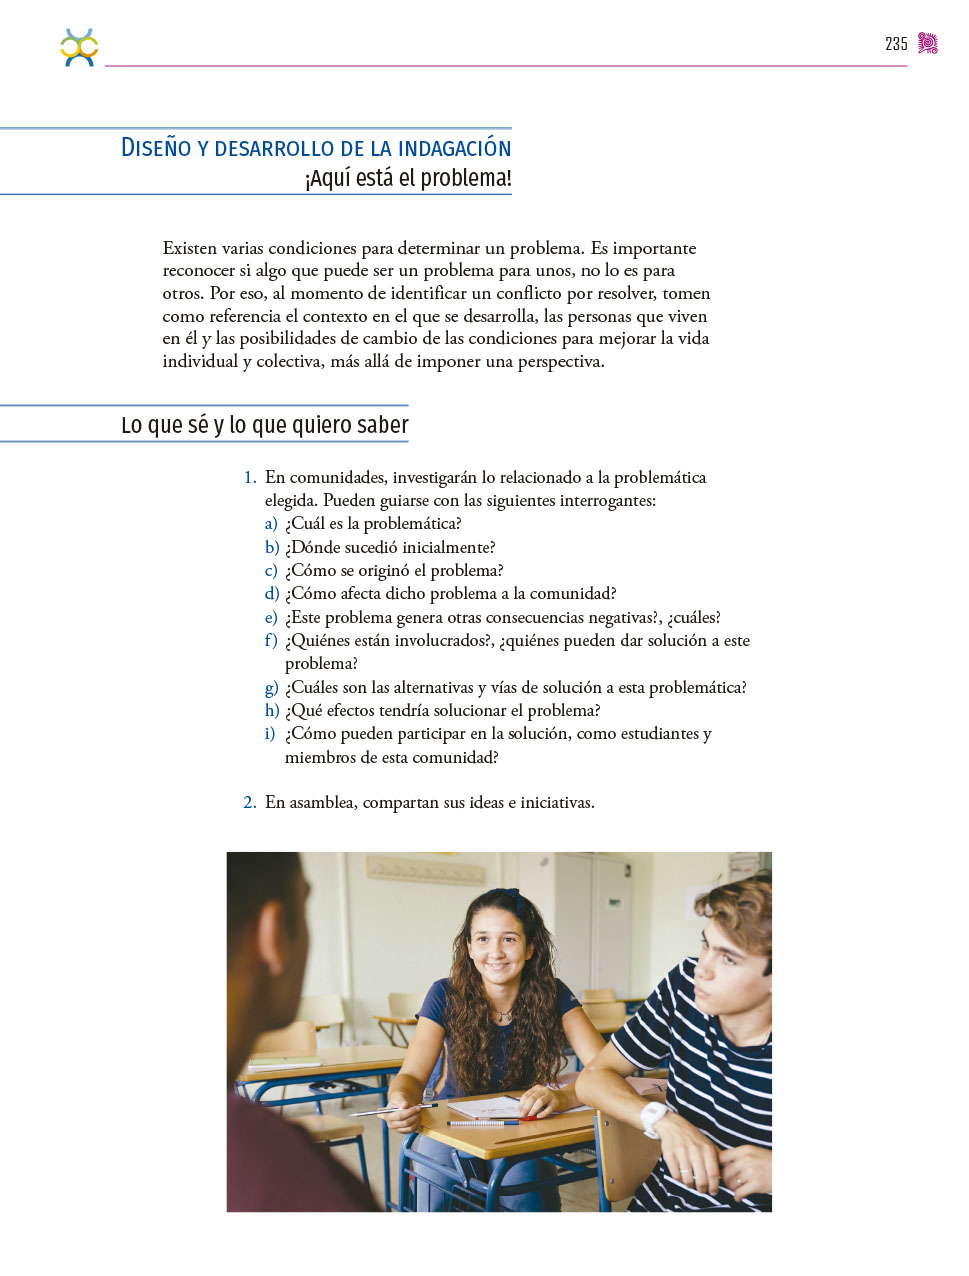 235
DISEÑO Y DESARROLLO DE LA INDAGACIÓN
¡Aquí está el problema!
Existen varias condiciones para determinar un problema. Es importante
reconocer si algo que puede ser un problema para unos, no lo es para
otros. Por eso, al momento de identificar un conflicto por resolver, tomen
como referencia el contexto en el que se desarrolla, las personas que viven
en él y las posibilidades de cambio de las condiciones para mejorar la vida
individual y colectiva, más allá de imponer una perspectiva.
Lo que sé y lo que quiero saber
1. En comunidades, investigarán lo relacionado a la problemática
elegida. Pueden guiarse con las siguientes interrogantes:
a) ¿Cuál es la problemática?
b) ¿Dónde sucedió inicialmente?
c) ¿Cómo se originó el problema?
d) ¿Cómo afecta dicho problema a la comunidad?
e) ¿Este problema genera otras consecuencias negativas?, ¿cuáles?
f) ¿Quiénes están involucrados?, ¿quiénes pueden dar solución a este
problema?
g) ¿Cuáles son las alternativas y vías de solución a esta problemática?
h) ¿Qué efectos tendría solucionar el problema?
i) ¿Cómo pueden participar en la solución, como estudiantes y
miembros de esta comunidad?
2. En asamblea, compartan sus ideas e iniciativas.